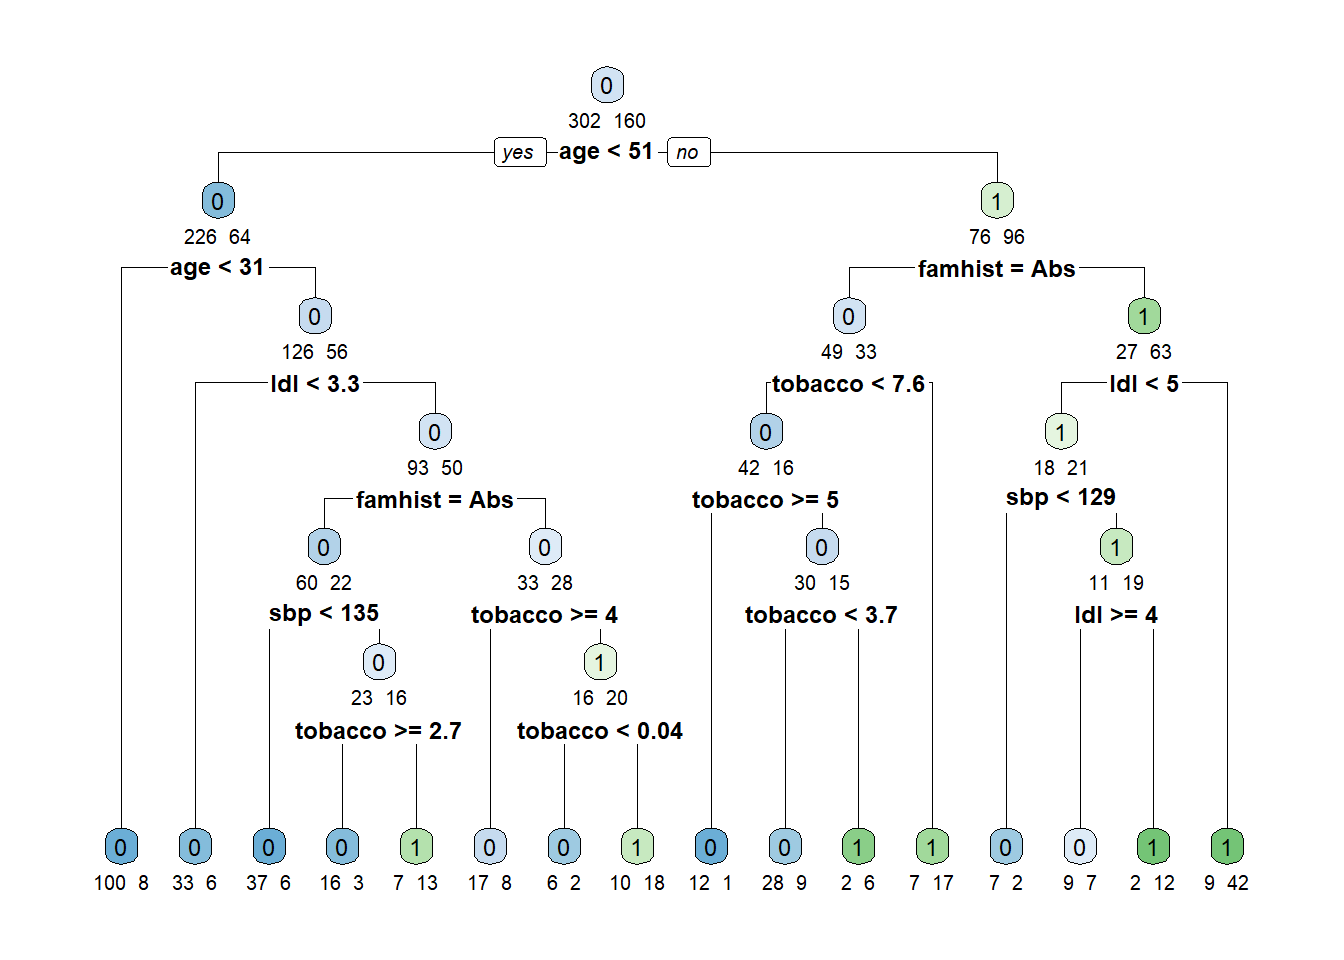 0
302 160
yes age < 51 no
0 1
226 64 76 96
age < 31 famhist = Abs
0 0 1
126 56 49 33 27 63
ldl < 3.3 tobacco < 7.6 ldl < 5
0 0 1
93 50 42 16 18 21
famhist = Abs tobacco >= 5 sbp < 129
0 0 0 1
60 22 33 28 30 15 11 19
sbp < 135 tobacco >= 4 tobacco < 3.7 ldl >= 4
0 1
23 16 16 20
tobacco >= 2.7 tobacco < 0.04
0 0 0 0 1 0 0 1 0 0 1 1 0 0 1 1
100 8 33 6 37 6 16 3 7 13 17 8 6 2 10 18 12 1 28 9 2 6 7 17 7 2 9 7 2 12 9 42